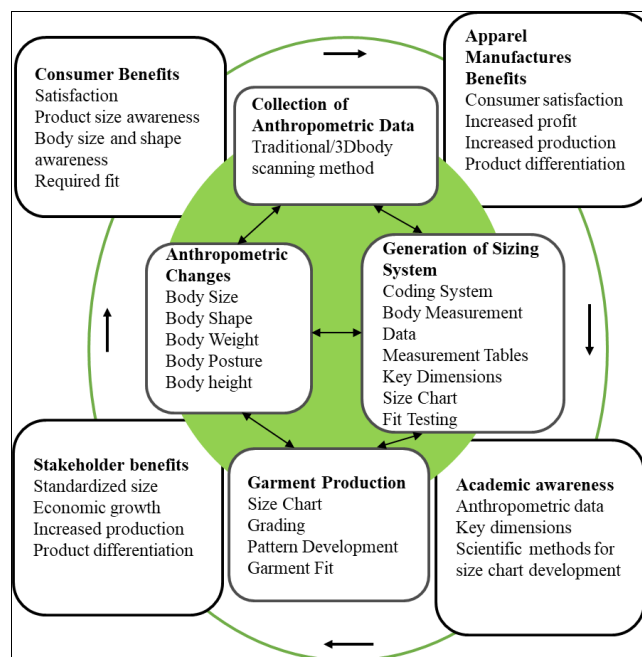 Consumer Benefits
Satisfaction
Product size awareness
Body size and shape
awareness
Required fit
Apparel
Manufactures
Benefits
Consumer satisfaction
Increased profit
Increased production
Product differentiation
Collection of
Anthropometric Data
Traditional/3Dbody
scanning method
Anthropometric
Changes
Body Size
Body Shape
Body Weight
Body Posture
Body height
Generation of Sizing
System
Coding System
Body Measurement
Data
Measurement Tables
Key Dimensions
Size Chart
Fit Testing
Stakeholder benefits
Standardized size
Economic growth
Increased production
Product differentiation
Garment Production
Size Chart
Grading
Pattern Development
Garment Fit
Academic awareness
Anthropometric data
Key dimensions
Scientific methods for
size chart development